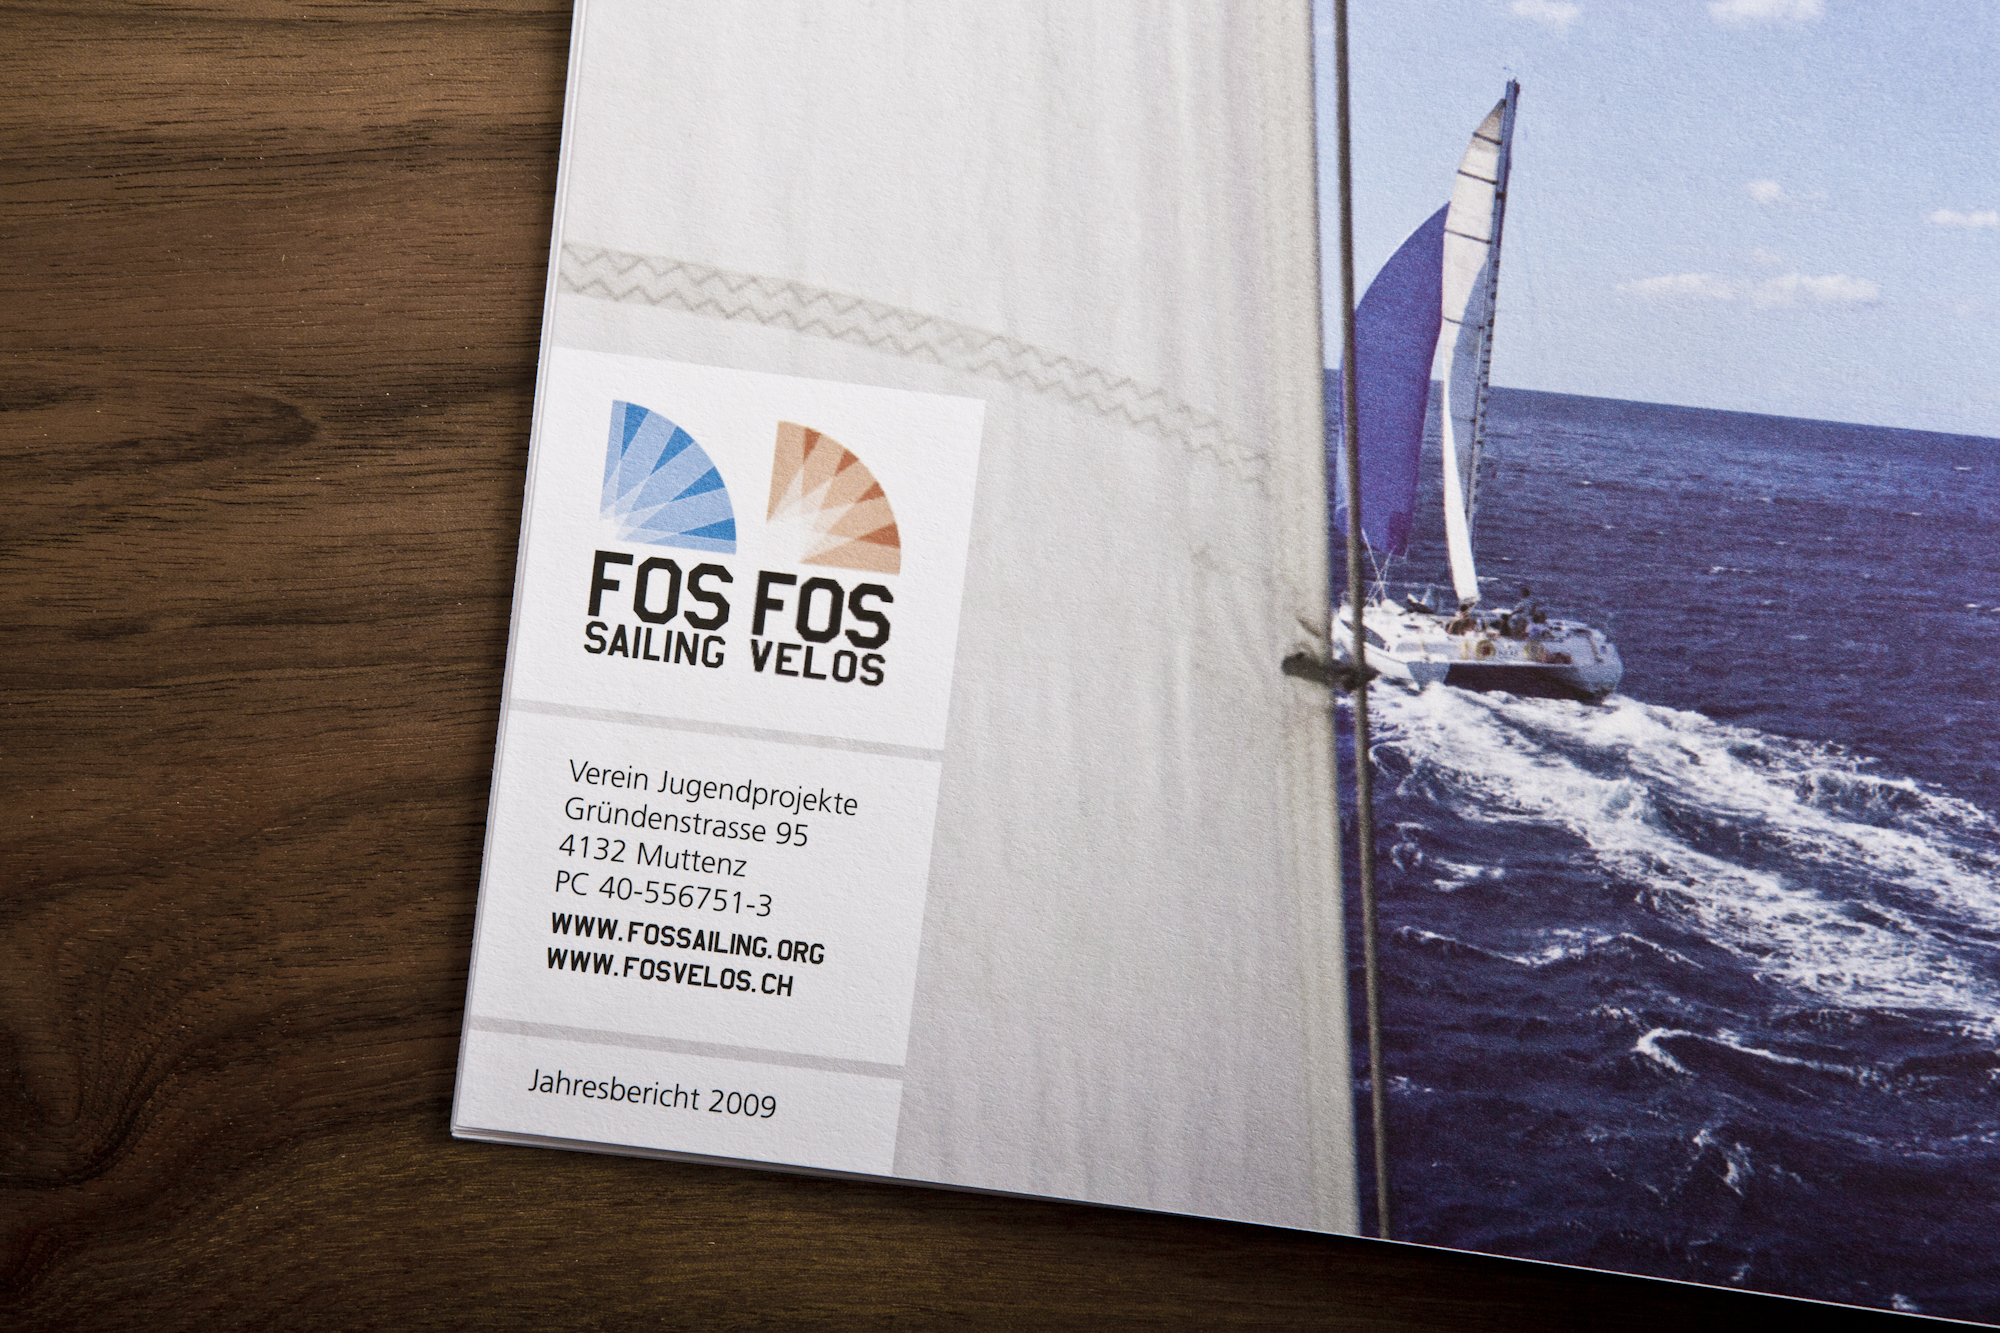 FOS
SAILING
FOS
VELOS
Verein Jugendprojekte
Gründenstrasse 95
4132 Muttenz
PC 40-556751-3
WWW.FOSSAILING.ORG
WWW.FOSVELOS.CH
Jahresbericht 2009